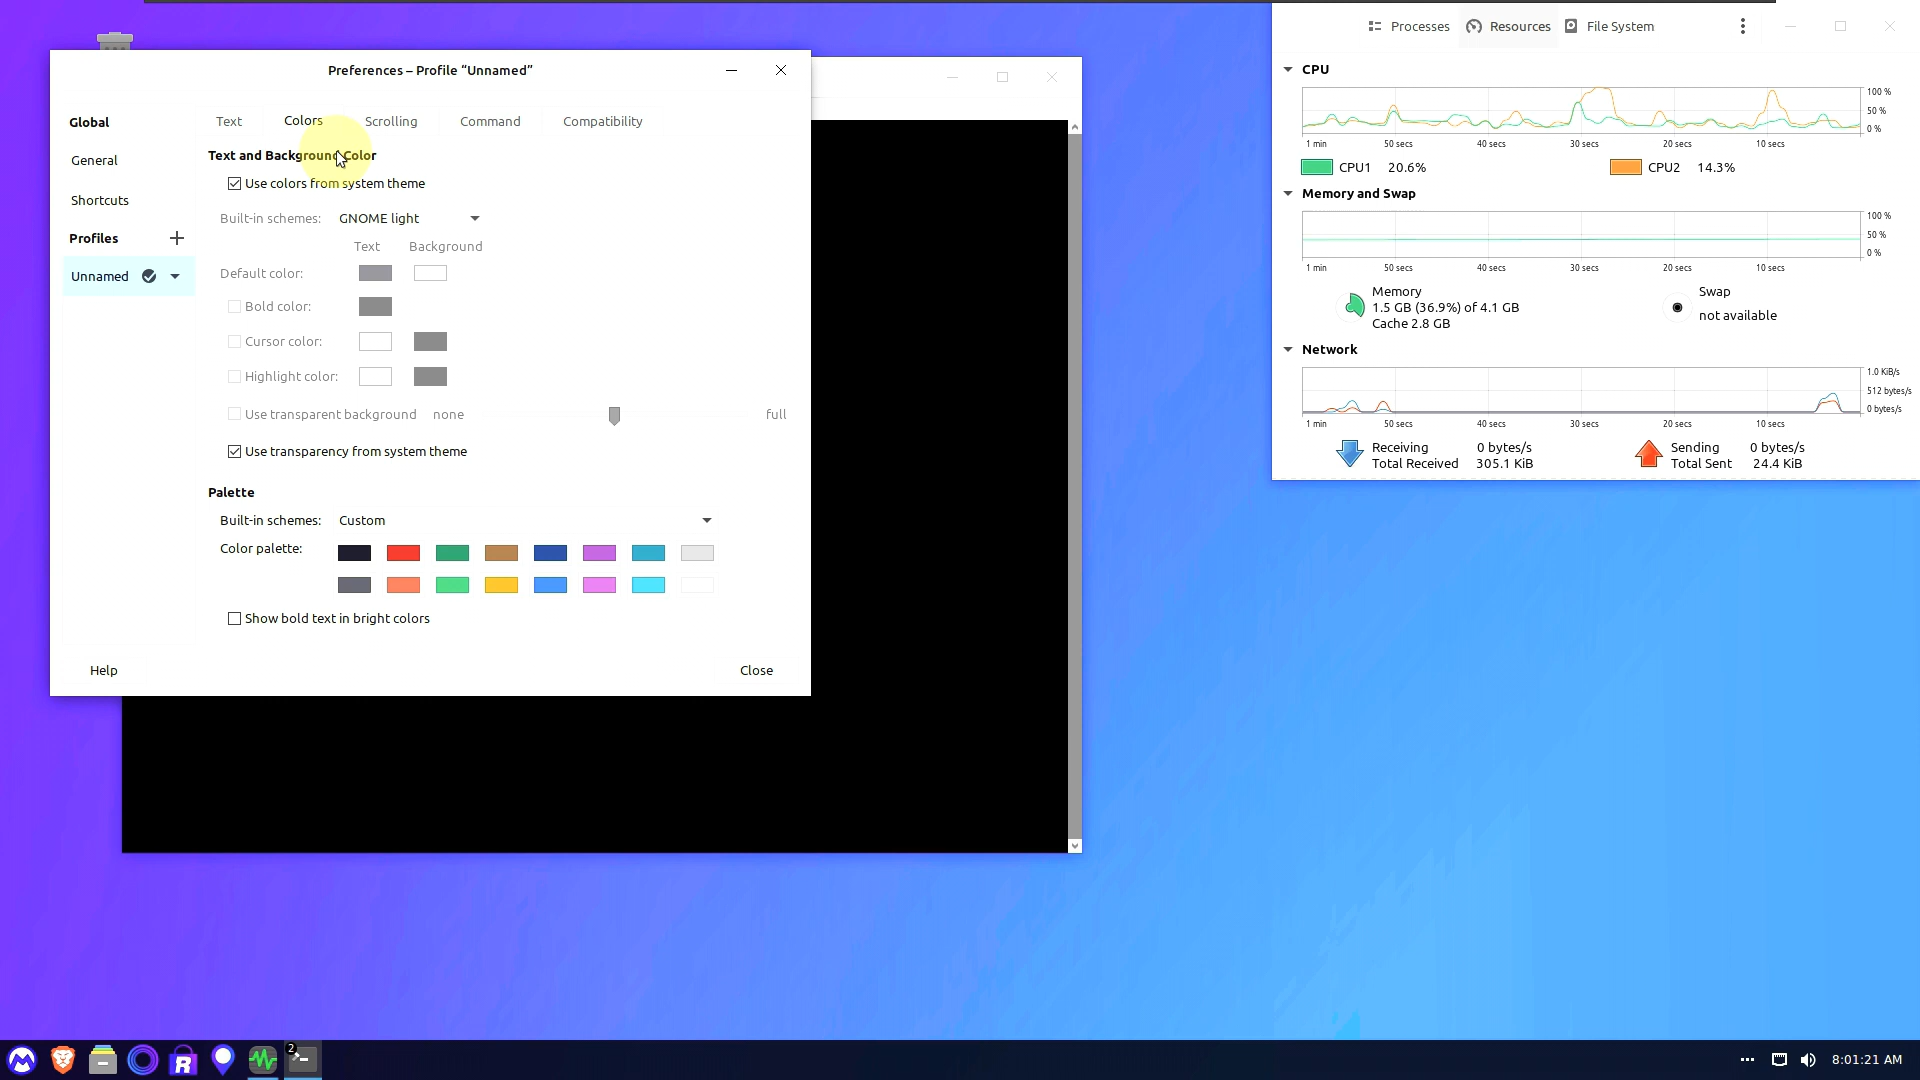 Preferences – Profile “Unnamed”
Global
General
Shortcuts
Profiles
Unnamed
Text Colors Scrolling Command Compatibility
Text and Background Color
Use colors from system theme
Built-in schemes: GNOME light
Text Background
Default color:
Bold color:
Cursor color:
Highlight color:
Use transparent background none full
Use transparency from system theme
Palette
Built-in schemes: Custom
Color palette:
Show bold text in bright colors
Help Close
Processes Resources File System
CPU
100 %
50 %
0 %
1 min 50 secs 40 secs 30 secs 20 secs 10 secs
CPU1 20.6% CPU2 14.3%
Memory and Swap
100 %
50 %
0 %
1 min 50 secs 40 secs 30 secs 20 secs 10 secs
Memory
1.5 GB (36.9%) of 4.1 GB
Cache 2.8 GB
Swap
not available
Network
1.0 KiB/s
512 bytes/s
0 bytes/s
1 min 50 secs 40 secs 30 secs 20 secs 10 secs
Receiving 0 bytes/s
Total Received 305.1 KiB
Sending 0 bytes/s
Total Sent 24.4 KiB
R
2
8:01:21 AM